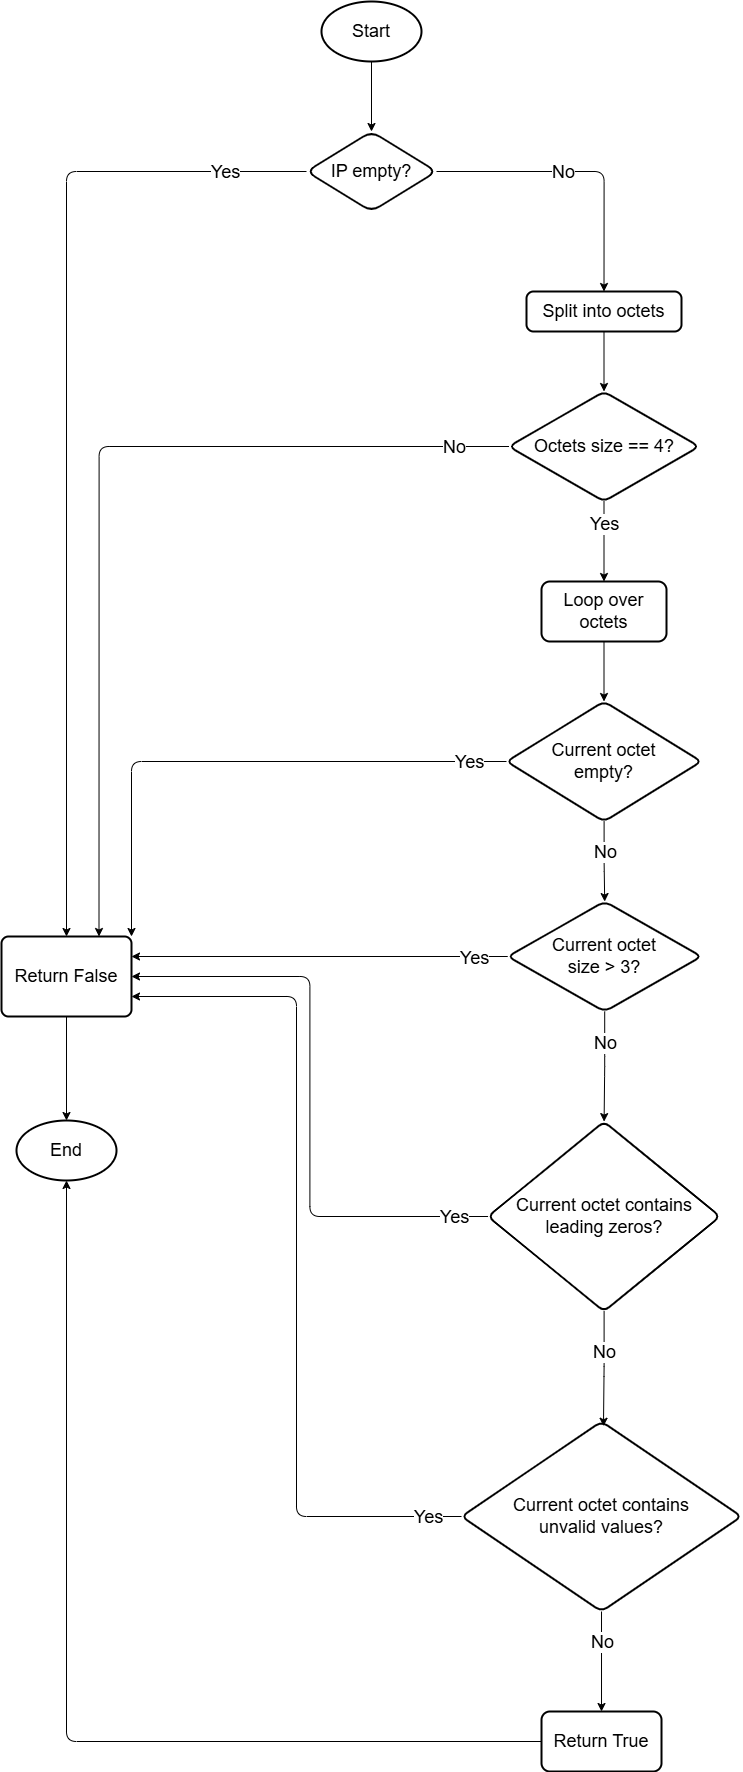 Start
IP empty?
Yes
No
Split into octets
Octets size == 4?
No
Yes
Loop over
octets
Current octet
empty?
Yes
No
Current octet
size > 3?
Yes
Return False
No
End
Current octet contains
leading zeros?
Yes
No
Current octet contains
unvalid values?
Yes
No
Return True